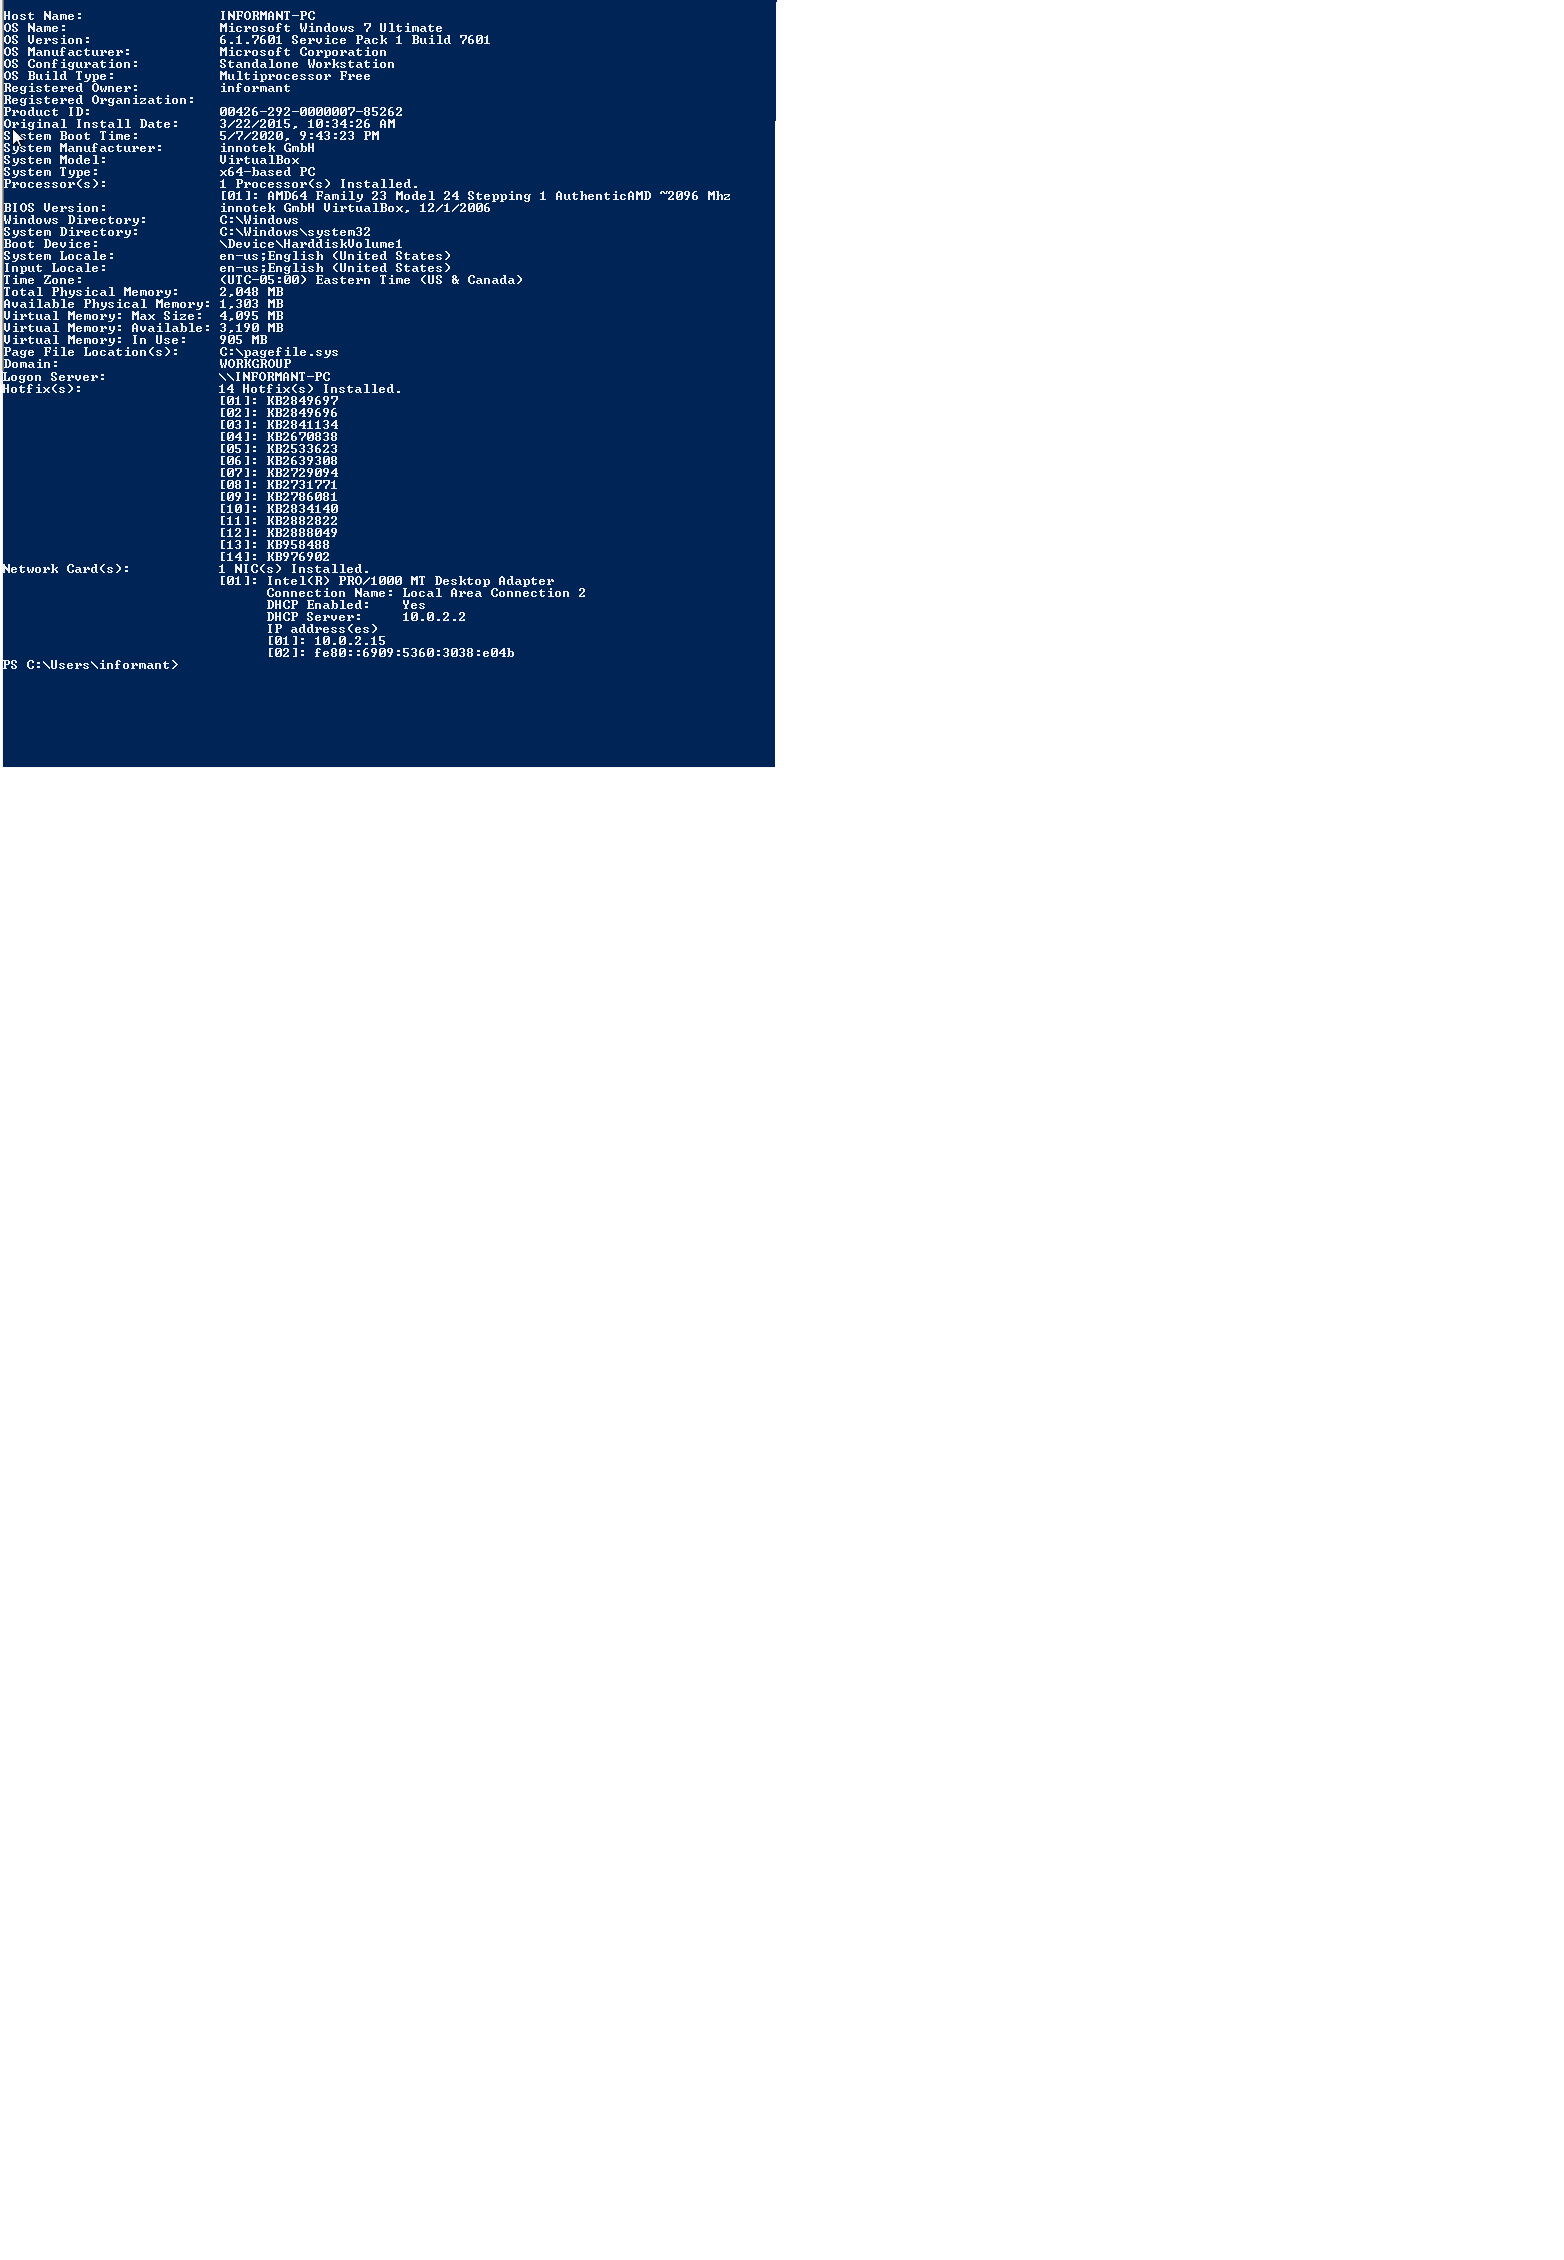 Host Name:                 INFORMANT-PC
OS Name:                   Microsoft Windows 7 Ultimate
OS Version:                6.1.7601 Service Pack 1 Build 7601
OS Manufacturer:           Microsoft Corporation
OS Configuration:          Standalone Workstation
OS Build Type:             Multiprocessor Free
Registered Owner:          informant
Registered Organization:
Product ID:                00426-292-0000007-85262
Original Install Date:     3/22/2015, 10:34:26 AM
System Boot Time:          5/7/2020, 9:43:23 PM
System Manufacturer:       innotek GmbH
System Model:              VirtualBox
System Type:               x64-based PC
Processor(s):              1 Processor(s) Installed.
                           [01]: AMD64 Family 23 Model 24 Stepping 1 AuthenticAMD ~2096 Mhz
BIOS Version:              innotek GmbH VirtualBox, 12/1/2006
Windows Directory:         C:\Windows
System Directory:          C:\Windows\system32
Boot Device:               \Device\HarddiskVolume1
System Locale:             en-us;English (United States)
Input Locale:              en-us;English (United States)
Time Zone:                 (UTC-05:00) Eastern Time (US & Canada)
Total Physical Memory:     2,048 MB
Available Physical Memory: 1,303 MB
Virtual Memory: Max Size:  4,095 MB
Virtual Memory: Available: 3,190 MB
Virtual Memory: In Use:    905 MB
Page File Location(s):     C:\pagefile.sys
Domain:                    WORKGROUP
Logon Server:              \\INFORMANT-PC
Hotfix(s):                 14 Hotfix(s) Installed.
                           [01]: KB2849697
                           [02]: KB2849696
                           [03]: KB2841134
                           [04]: KB2670838
                           [05]: KB2533623
                           [06]: KB2639308
                           [07]: KB2729094
                           [08]: KB2731771
                           [09]: KB2786081
                           [10]: KB2834140
                           [11]: KB2882822
                           [12]: KB2888049
                           [13]: KB958488
                           [14]: KB976902
Network Card(s):           1 NIC(s) Installed.
                           [01]: Intel(R) PRO/1000 MT Desktop Adapter
                                 Connection Name: Local Area Connection 2
                                 DHCP Enabled:    Yes
                                 DHCP Server:     10.0.2.2
                                 IP address(es)
                                 [01]: 10.0.2.15
                                 [02]: fe80::6909:5360:3038:e04b
PS C:\Users\informant>